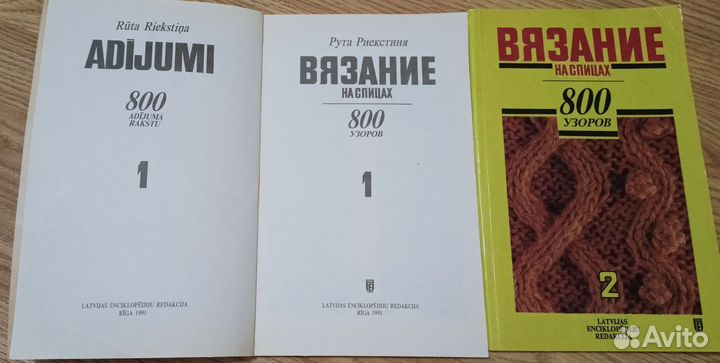 Rūta Riekstiņa
ADĪJUMI
800
ADĪJUMA
RAKSTU
1
LATVIJAS ENCIKLOPĒDIJU REDAKCIJA
RĪGA 1991
Рута Риекстиня
ВЯЗАНИЕ
НА СПИЦАХ
800
УЗОРОВ
1
LATVIJAS ENCIKLOPĒDIJU REDAKCIJA
RĪGA 1991
ВЯЗАНИЕ
НА СПИЦАХ
800
УЗОРОВ
2
LATVIJAS
ENCIKLOPĒDIJU
REDAKCIJA
Avito